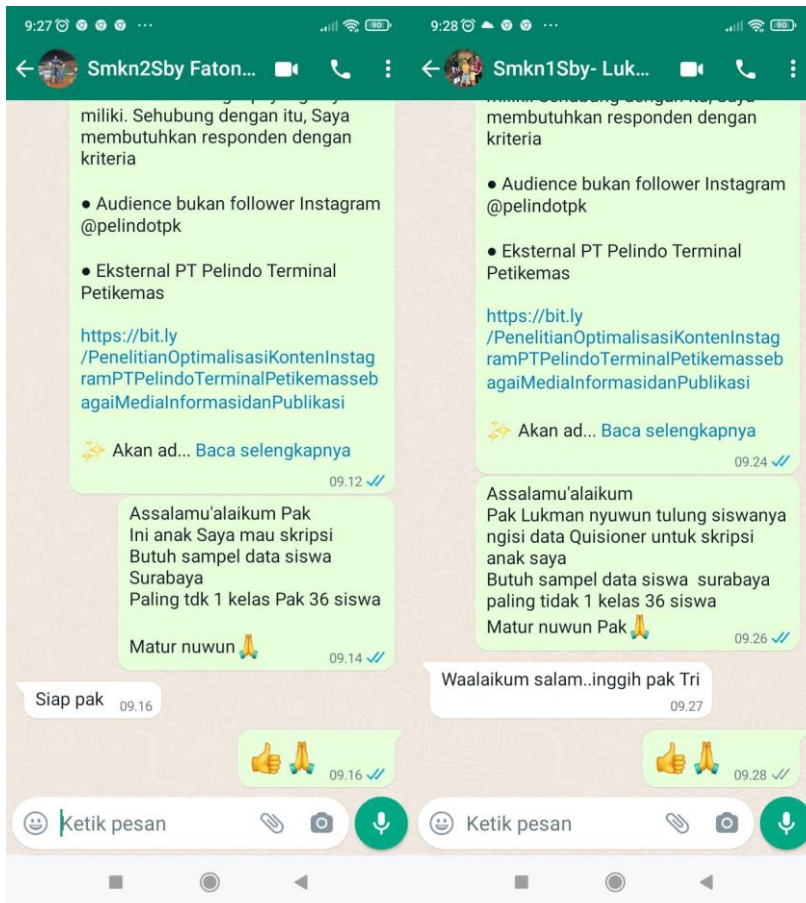 9:27
90
Smkn2Sby Faton...
miliki. Sehubung dengan itu, Saya
membutuhkan responden dengan
kriteria
● Audience bukan follower Instagram
@pelindotpk
● Eksternal PT Pelindo Terminal
Petikemas
https://bit.ly
/PenelitianOptimalisasiKontenInstag
ramPTPelindoTerminalPetikemasseb
agaiMediaInformasidanPublikasi
✨ Akan ad... Baca selengkapnya
09.12
Assalamu'alaikum Pak
Ini anak Saya mau skripsi
Butuh sampel data siswa
Surabaya
Paling tdk 1 kelas Pak 36 siswa
Matur nuwun🙏
09.14
Siap pak 09.16
👍🙏 09.16
Ketik pesan
9:28
90
Smkn1Sby- Luk...
membutuhkan responden dengan
kriteria
● Audience bukan follower Instagram
@pelindotpk
● Eksternal PT Pelindo Terminal
Petikemas
https://bit.ly
/PenelitianOptimalisasiKontenInstag
ramPTPelindoTerminalPetikemasseb
agaiMediaInformasidanPublikasi
✨ Akan ad... Baca selengkapnya
09.24
Assalamu'alaikum
Pak Lukman nyuwun tulung siswanya
ngisi data Quisioner untuk skripsi
anak saya
Butuh sampel data siswa surabaya
paling tidak 1 kelas 36 siswa
Matur nuwun Pak🙏
09.26
Waalaikum salam..inggih pak Tri
09.27
👍🙏 09.28
Ketik pesan